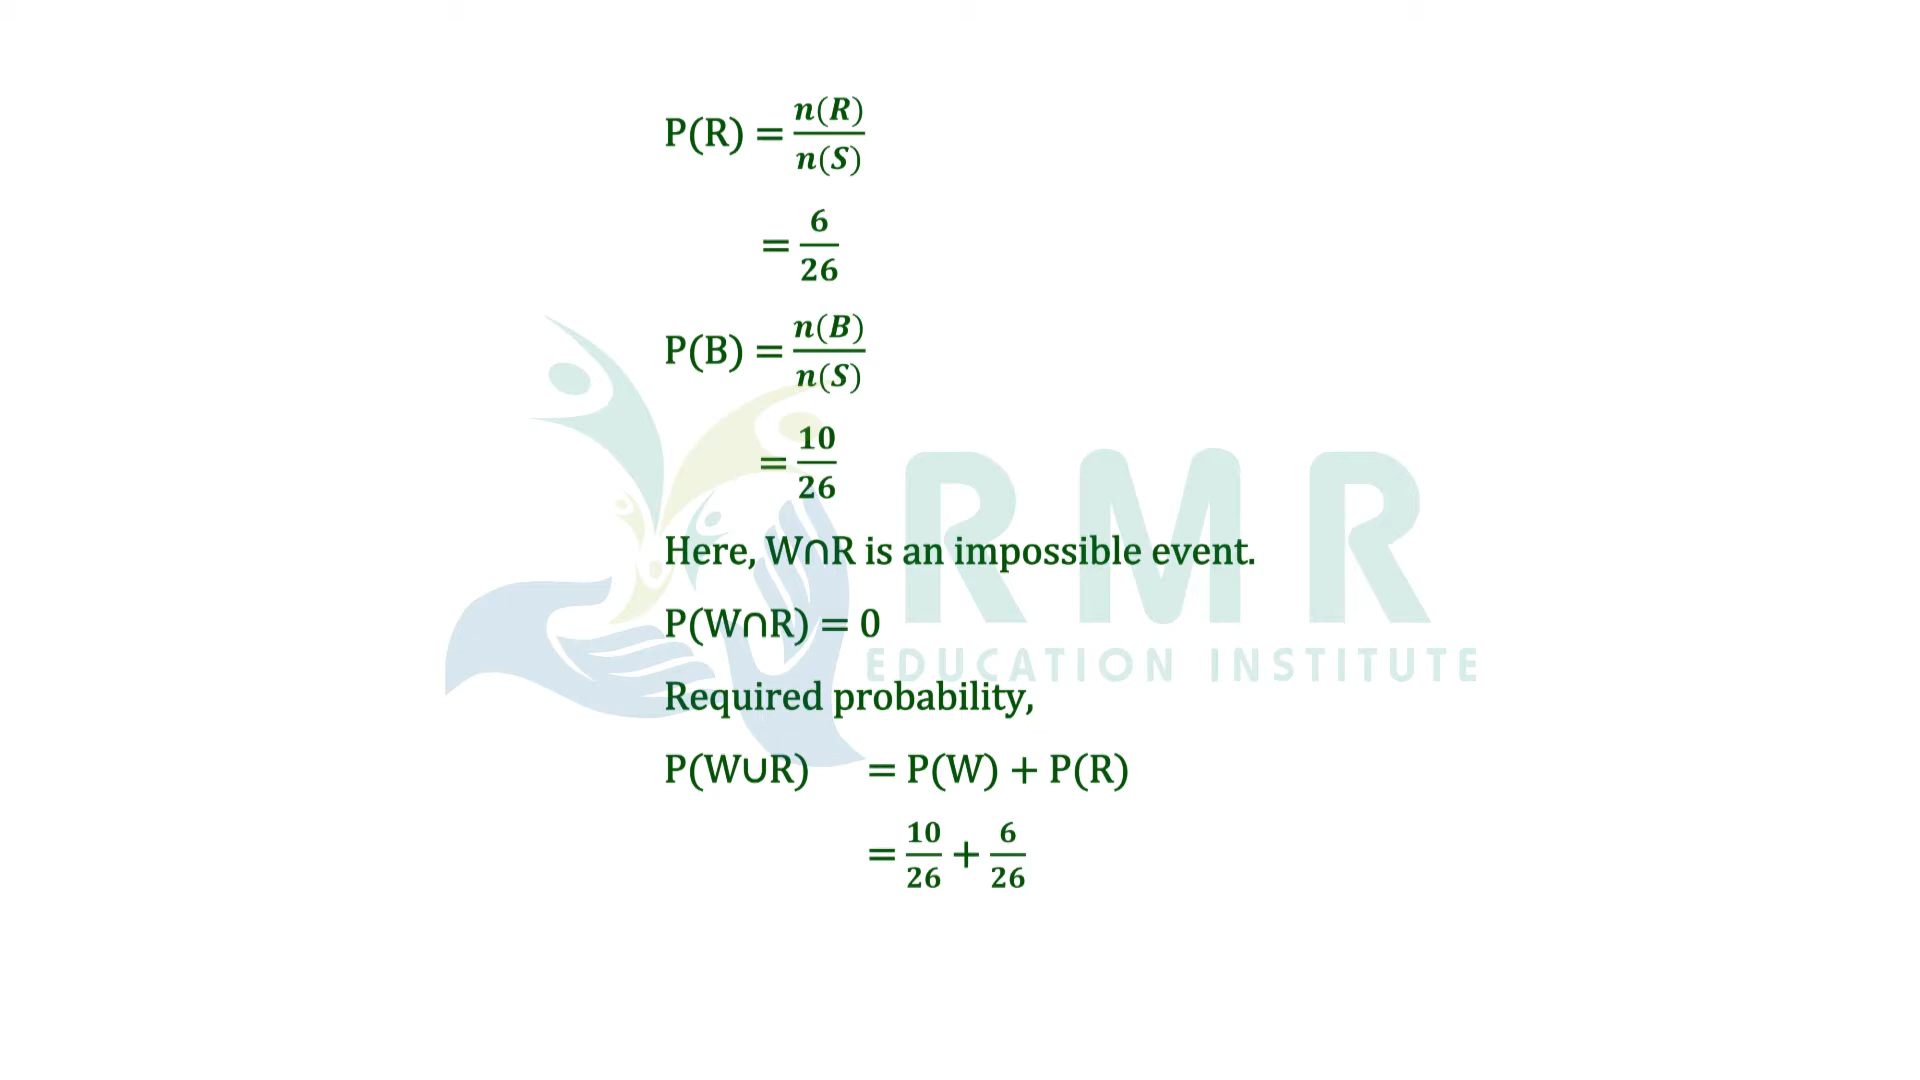 P(R) = n(R)/n(S)
= 6/26
P(B) = n(B)/n(S)
= 10/26
Here, W∩R is an impossible event.
P(W∩R) = 0
Required probability,
P(W∪R) = P(W) + P(R)
= 10/26 + 6/26
RMR
EDUCATION INSTITUTE